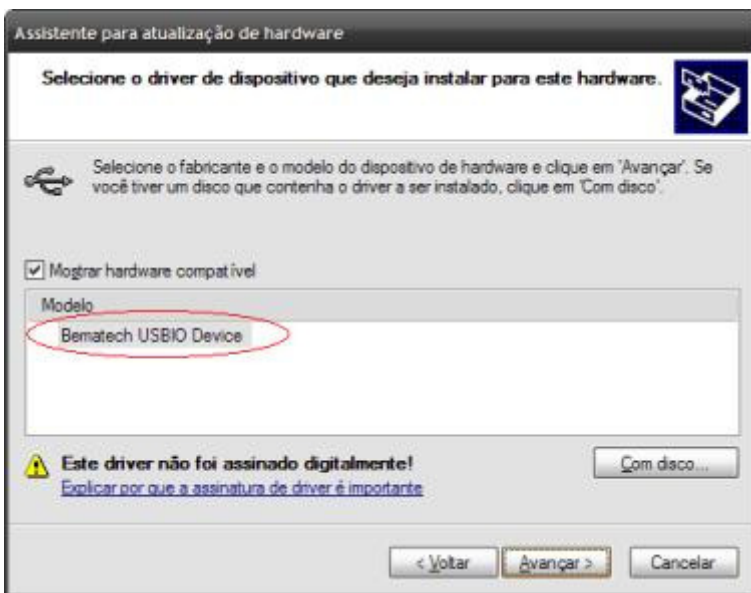 Assistente para atualização de hardware
Selecione o driver de dispositivo que deseja instalar para este hardware.
Selecione o fabricante e o modelo do dispositivo de hardware e clique em 'Avançar'. Se
você tiver um disco que contenha o driver a ser instalado, clique em 'Com disco'.
Mostrar hardware compatível
Modelo
Bematech USBIO Device
Este driver não foi assinado digitalmente!
Com disco...
Explicar por que a assinatura de driver é importante
< Voltar
Avançar >
Cancelar